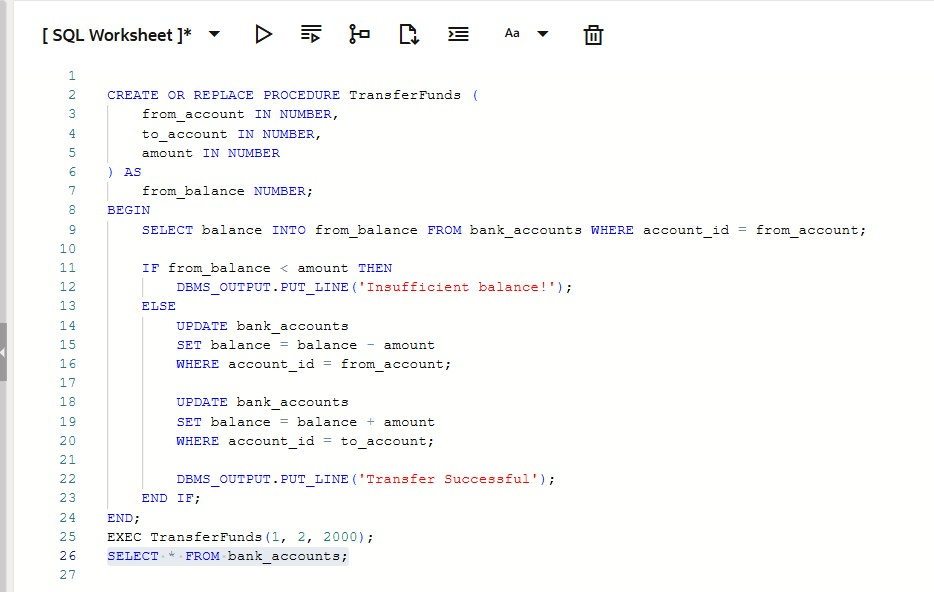 [ SQL Worksheet ]* Aa
1
2 CREATE OR REPLACE PROCEDURE TransferFunds (
3 from_account IN NUMBER,
4 to_account IN NUMBER,
5 amount IN NUMBER
6 ) AS
7 from_balance NUMBER;
8 BEGIN
9 SELECT balance INTO from_balance FROM bank_accounts WHERE account_id = from_account;
10
11 IF from_balance < amount THEN
12 DBMS_OUTPUT.PUT_LINE('Insufficient balance!');
13 ELSE
14 UPDATE bank_accounts
15 SET balance = balance - amount
16 WHERE account_id = from_account;
17
18 UPDATE bank_accounts
19 SET balance = balance + amount
20 WHERE account_id = to_account;
21
22 DBMS_OUTPUT.PUT_LINE('Transfer Successful');
23 END IF;
24 END;
25 EXEC TransferFunds(1, 2, 2000);
26 SELECT * FROM bank_accounts;
27